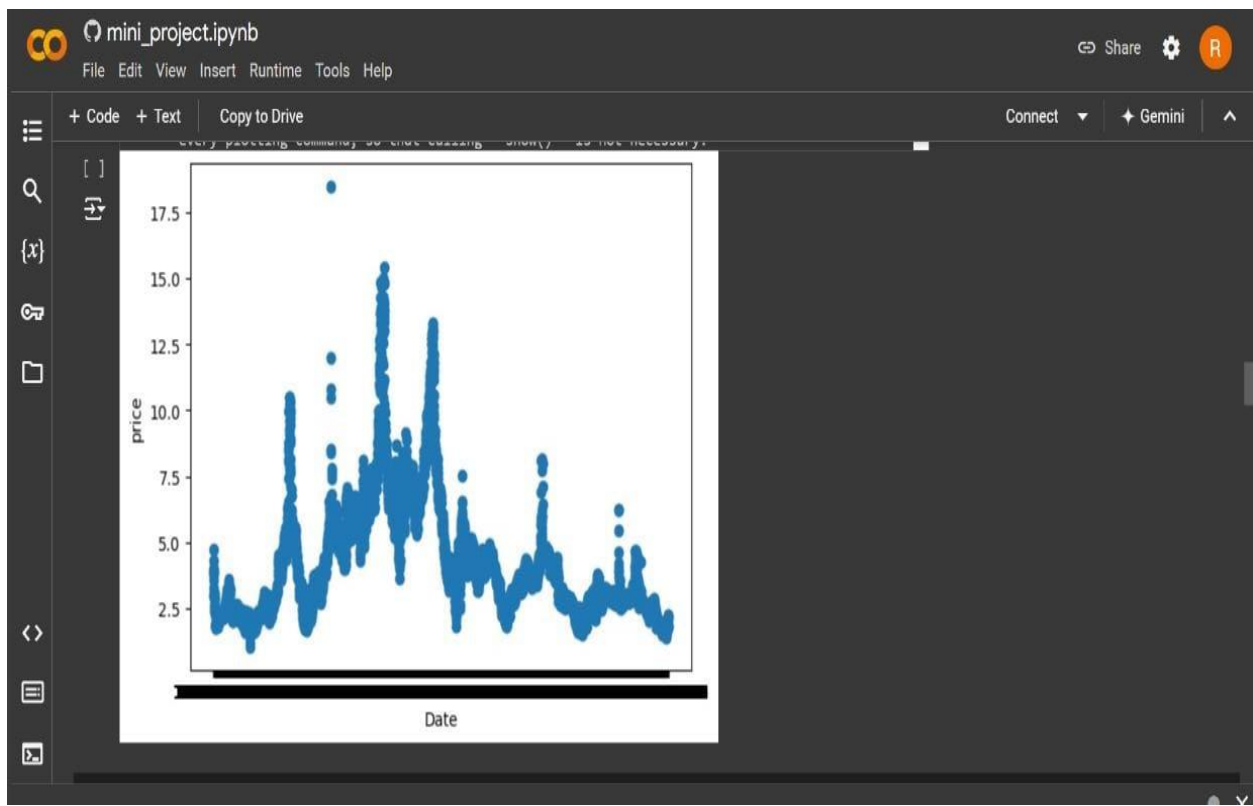 CO mini_project.ipynb
Share R
File Edit View Insert Runtime Tools Help
+ Code + Text Copy to Drive Connect Gemini
every plotting command, so that calling show() is not necessary.
[ ]
{x}
17.5
15.0
12.5
10.0
7.5
5.0
2.5
price
<>
Date